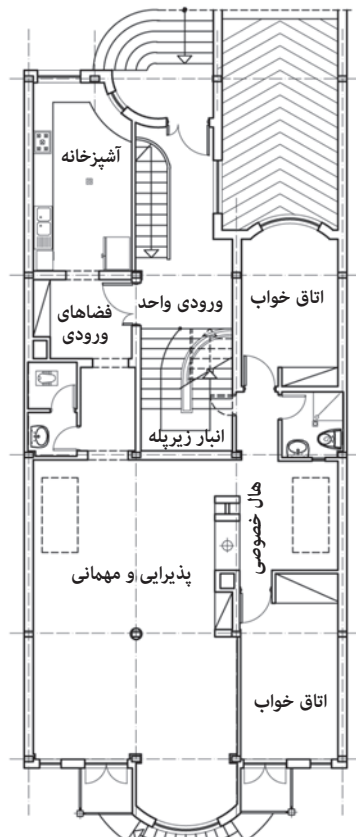 آشپزخانه
ورودی واحد
اتاق خواب
فضاهای
ورودی
انبار زیرپله
هال خصوصی
پذیرایی و مهمانی
اتاق خواب